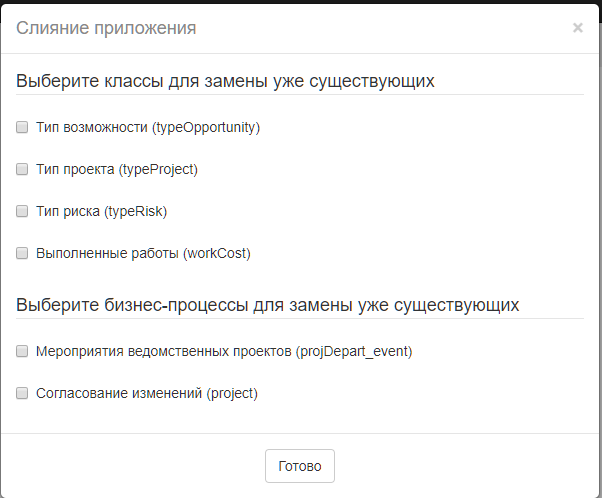 Слияние приложения
×
Выберите классы для замены уже существующих
Тип возможности (typeOpportunity)
Тип проекта (typeProject)
Тип риска (typeRisk)
Выполненные работы (workCost)
Выберите бизнес-процессы для замены уже существующих
Мероприятия ведомственных проектов (projDepart_event)
Согласование изменений (project)
Готово